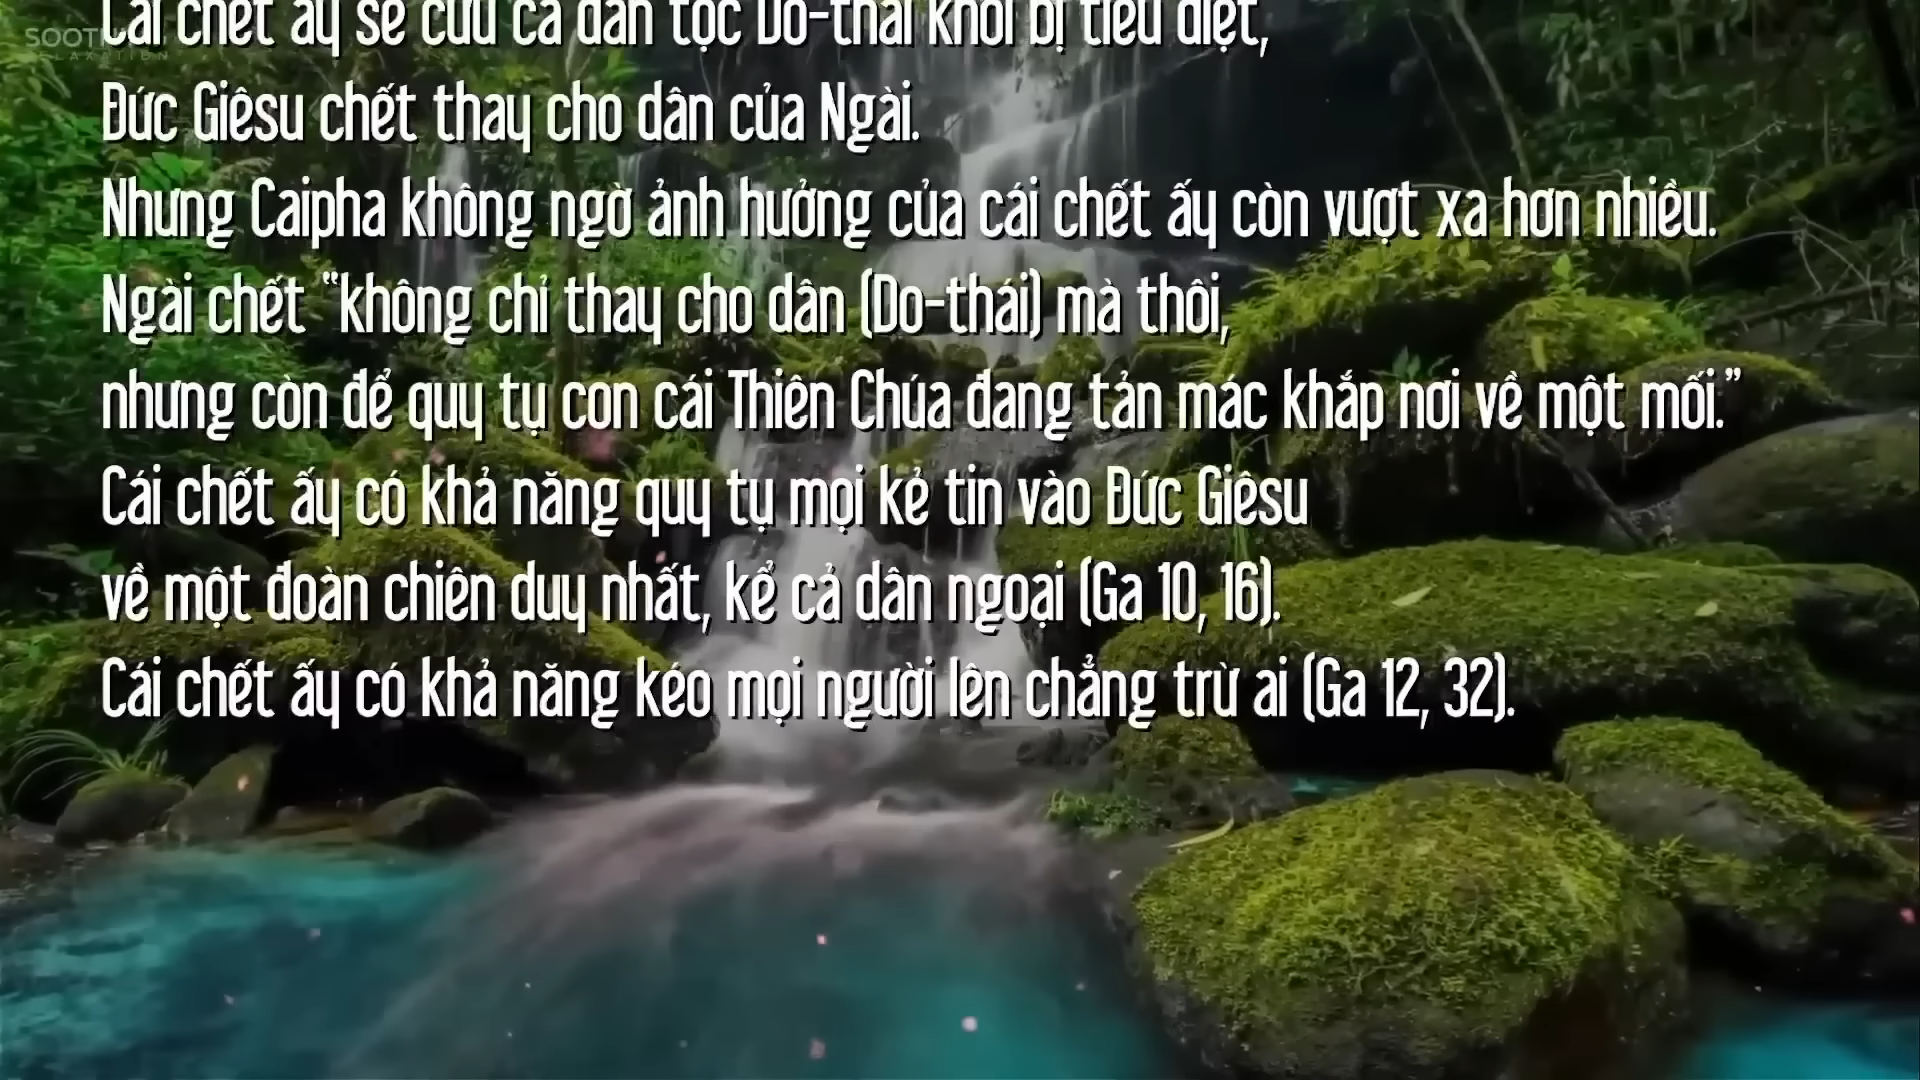 SOOTHING
RELAXATION
Cái chết ấy sẽ cứu cả dân tộc Do-thái khỏi bị tiêu diệt,
Đức Giêsu chết thay cho dân của Ngài.
Nhưng Caipha không ngờ ảnh hưởng của cái chết ấy còn vượt xa hơn nhiều.
Ngài chết “không chỉ thay cho dân (Do-thái) mà thôi,
nhưng còn để quy tụ con cái Thiên Chúa đang tản mác khắp nơi về một mối.”
Cái chết ấy có khả năng quy tụ mọi kẻ tin vào Đức Giêsu
về một đoàn chiên duy nhất, kể cả dân ngoại (Ga 10, 16).
Cái chết ấy có khả năng kéo mọi người lên chẳng trừ ai (Ga 12, 32).